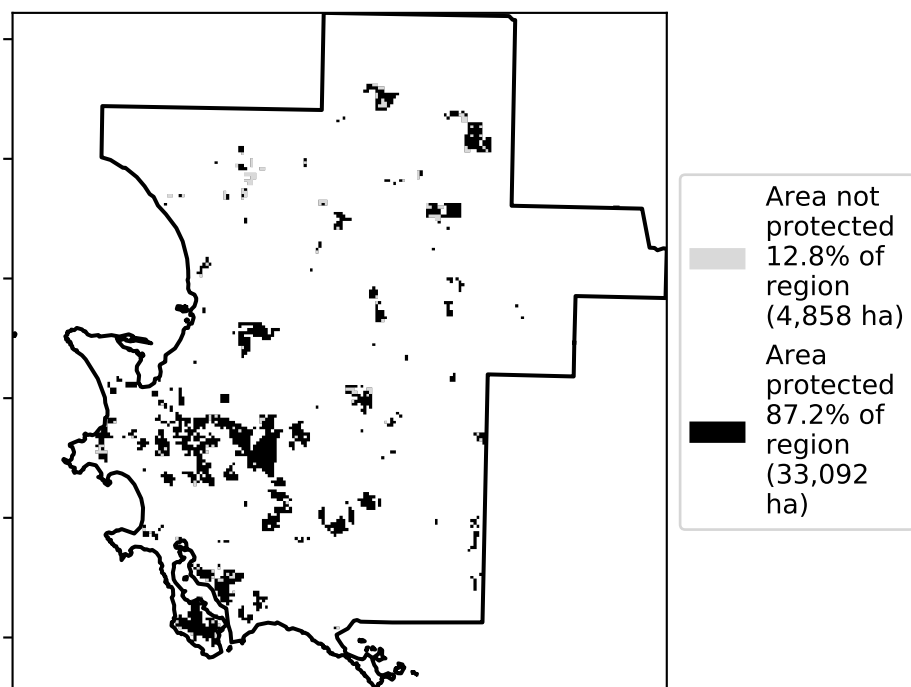 Area not
protected
12.8% of
region
(4,858 ha)
Area
protected
87.2% of
region
(33,092
ha)